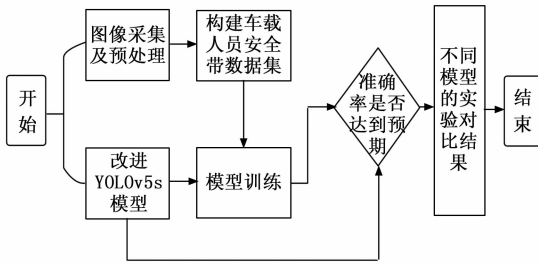 开
始
图像采集
及预处理
构建车载
人员安全
带数据集
改进
YOLOv5s
模型
模型训练
准确
率是否
达到预
期
不同
模型
的实
验对
比结
果
结
束